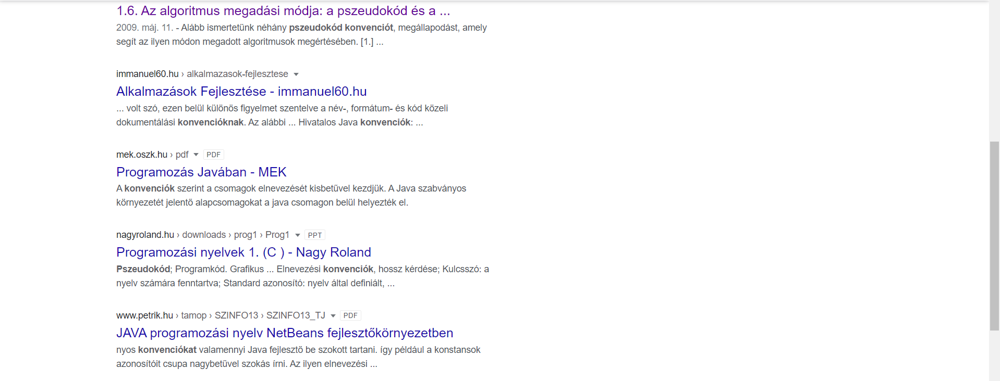 1.6. Az algoritmus megadási módja: a pszeudokód és a ...
2009. máj. 11. - Alább ismertetünk néhány pszeudokód konvenciót, megállapodást, amely
segít az ilyen módon megadott algoritmusok megértésében. [1.] ...
immanuel60.hu › alkalmazasok-fejlesztese
Alkalmazások Fejlesztése - immanuel60.hu
... volt szó, ezen belül különös figyelmet szentelve a név-, formátum- és kód közeli
dokumentálási konvencióknak. Az alábbi ... Hivatalos Java konvenciók: ...
mek.oszk.hu › pdf PDF
Programozás Javában - MEK
A konvenciók szerint a csomagok elnevezését kisbetűvel kezdjük. A Java szabványos
környezetét jelentő alapcsomagokat a java csomagon belül helyezték el.
nagyroland.hu › downloads › prog1 › Prog1 PPT
Programozási nyelvek 1. (C ) - Nagy Roland
Pszeudokód; Programkód. Grafikus ... Elnevezési konvenciók, hossz kérdése; Kulcsszó: a
nyelv számára fenntartva; Standard azonosító: nyelv által definiált, ...
www.petrik.hu › tamop › SZINFO13 › SZINFO13_TJ PDF
JAVA programozási nyelv NetBeans fejlesztőkörnyezetben
nyos konvenciókat valamennyi Java fejlesztő be szokott tartani. így például a konstansok
azonosítóit csupa nagybetűvel szokás írni. Az ilyen elnevezési ...